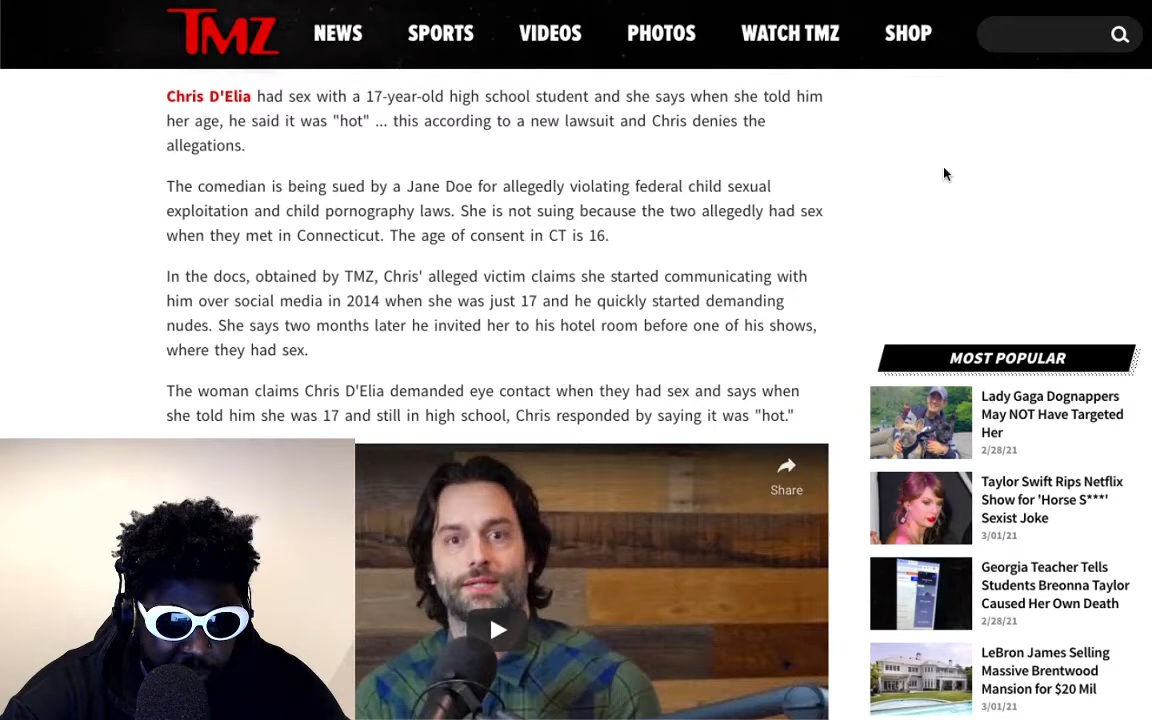 TMZ
NEWS SPORTS VIDEOS PHOTOS WATCH TMZ SHOP
Chris D'Elia had sex with a 17-year-old high school student and she says when she told him
her age, he said it was "hot" ... this according to a new lawsuit and Chris denies the
allegations.
The comedian is being sued by a Jane Doe for allegedly violating federal child sexual
exploitation and child pornography laws. She is not suing because the two allegedly had sex
when they met in Connecticut. The age of consent in CT is 16.
In the docs, obtained by TMZ, Chris' alleged victim claims she started communicating with
him over social media in 2014 when she was just 17 and he quickly started demanding
nudes. She says two months later he invited her to his hotel room before one of his shows,
where they had sex.
The woman claims Chris D'Elia demanded eye contact when they had sex and says when
she told him she was 17 and still in high school, Chris responded by saying it was "hot."
Share
MOST POPULAR
Lady Gaga Dognappers
May NOT Have Targeted
Her
2/28/21
Taylor Swift Rips Netflix
Show for 'Horse S***'
Sexist Joke
3/01/21
Georgia Teacher Tells
Students Breonna Taylor
Caused Her Own Death
2/28/21
LeBron James Selling
Massive Brentwood
Mansion for $20 Mil
3/01/21